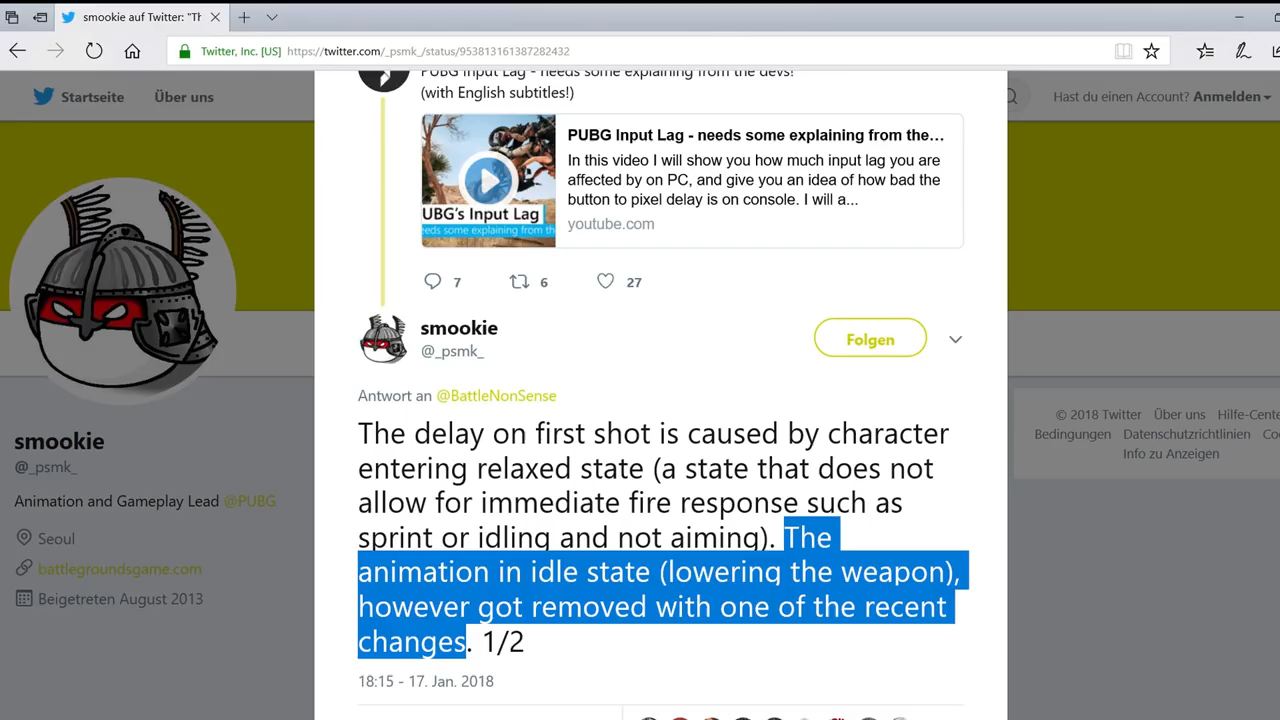 smookie auf Twitter: "Th
Twitter, Inc. [US] https://twitter.com/_psmk_/status/953813161387282432
Startseite Über uns
Hast du einen Account? Anmelden
PUBG Input Lag - needs some explaining from the devs!
(with English subtitles!)
UBG's Input Lag
eeds some explaining from th
PUBG Input Lag - needs some explaining from the...
In this video I will show you how much input lag you are
affected by on PC, and give you an idea of how bad the
button to pixel delay is on console. I will a...
youtube.com
7 6 27
smookie
@_psmk_
Folgen
Antwort an @BattleNonSense
The delay on first shot is caused by character
entering relaxed state (a state that does not
allow for immediate fire response such as
sprint or idling and not aiming). The
animation in idle state (lowering the weapon),
however got removed with one of the recent
changes. 1/2
18:15 - 17. Jan. 2018
smookie
@_psmk_
Animation and Gameplay Lead @PUBG
Seoul
battlegroundsgame.com
Beigetreten August 2013
© 2018 Twitter Über uns Hilfe-Cente
Bedingungen Datenschutzrichtlinien Co
Info zu Anzeigen